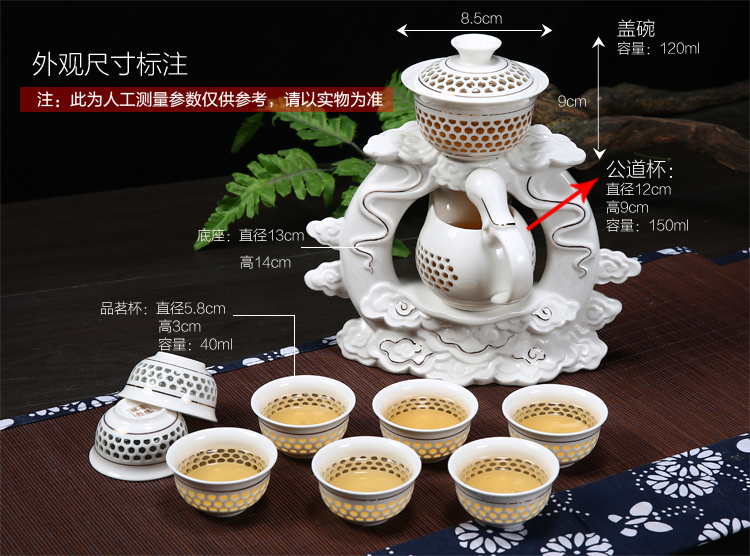 8.5cm
盖碗
容量：120ml
外观尺寸标注
注：此为人工测量参数仅供参考，请以实物为准
9cm
公道杯：
直径12cm
高9cm
容量：150ml
底座：直径13cm
高14cm
品茗杯：直径5.8cm
高3cm
容量：40ml